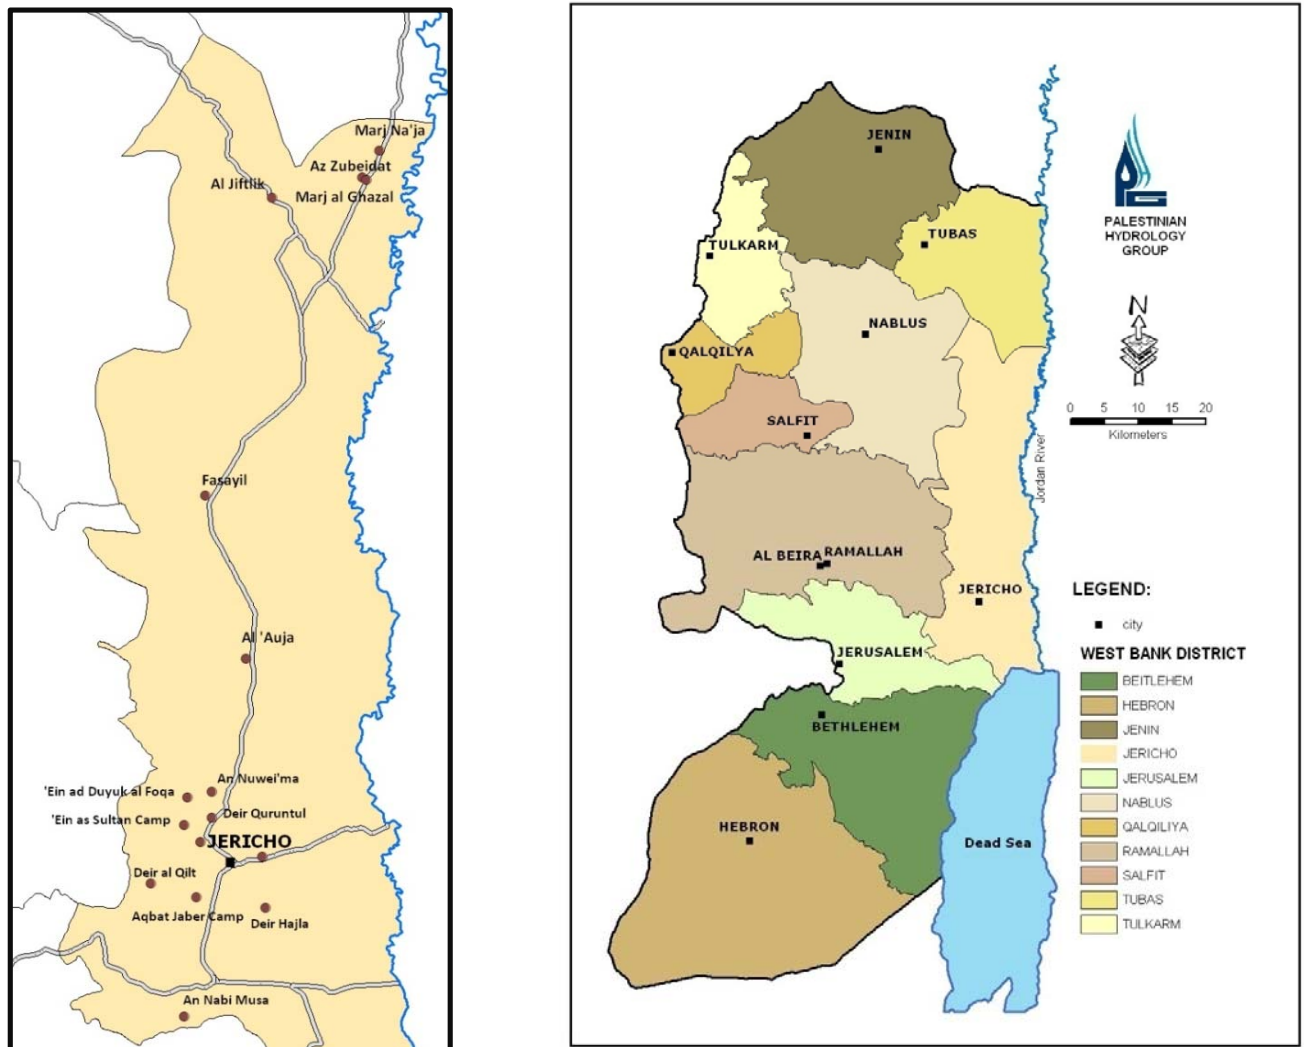 Marj Na'ja
Az Zubeidat
Al Jiftlik
Marj al Ghazal
Fasayil
Al 'Auja
An Nuwei'ma
'Ein ad Duyuk al Foqa
Deir Quruntul
'Ein as Sultan Camp
JERICHO
Deir al Qilt
Aqbat Jaber Camp
Deir Hajla
An Nabi Musa
JENIN
TUBAS
TULKARM
NABLUS
QALQILYA
SALFIT
AL BEIRA
RAMALLAH
JERICHO
JERUSALEM
BETHLEHEM
HEBRON
Dead Sea
Jordan River
PALESTINIAN
HYDROLOGY
GROUP
N
0 5 10 15 20
Kilometers
LEGEND:
city
WEST BANK DISTRICT
BEITLEHEM
HEBRON
JENIN
JERICHO
JERUSALEM
NABLUS
QALQILIYA
RAMALLAH
SALFIT
TUBAS
TULKARM